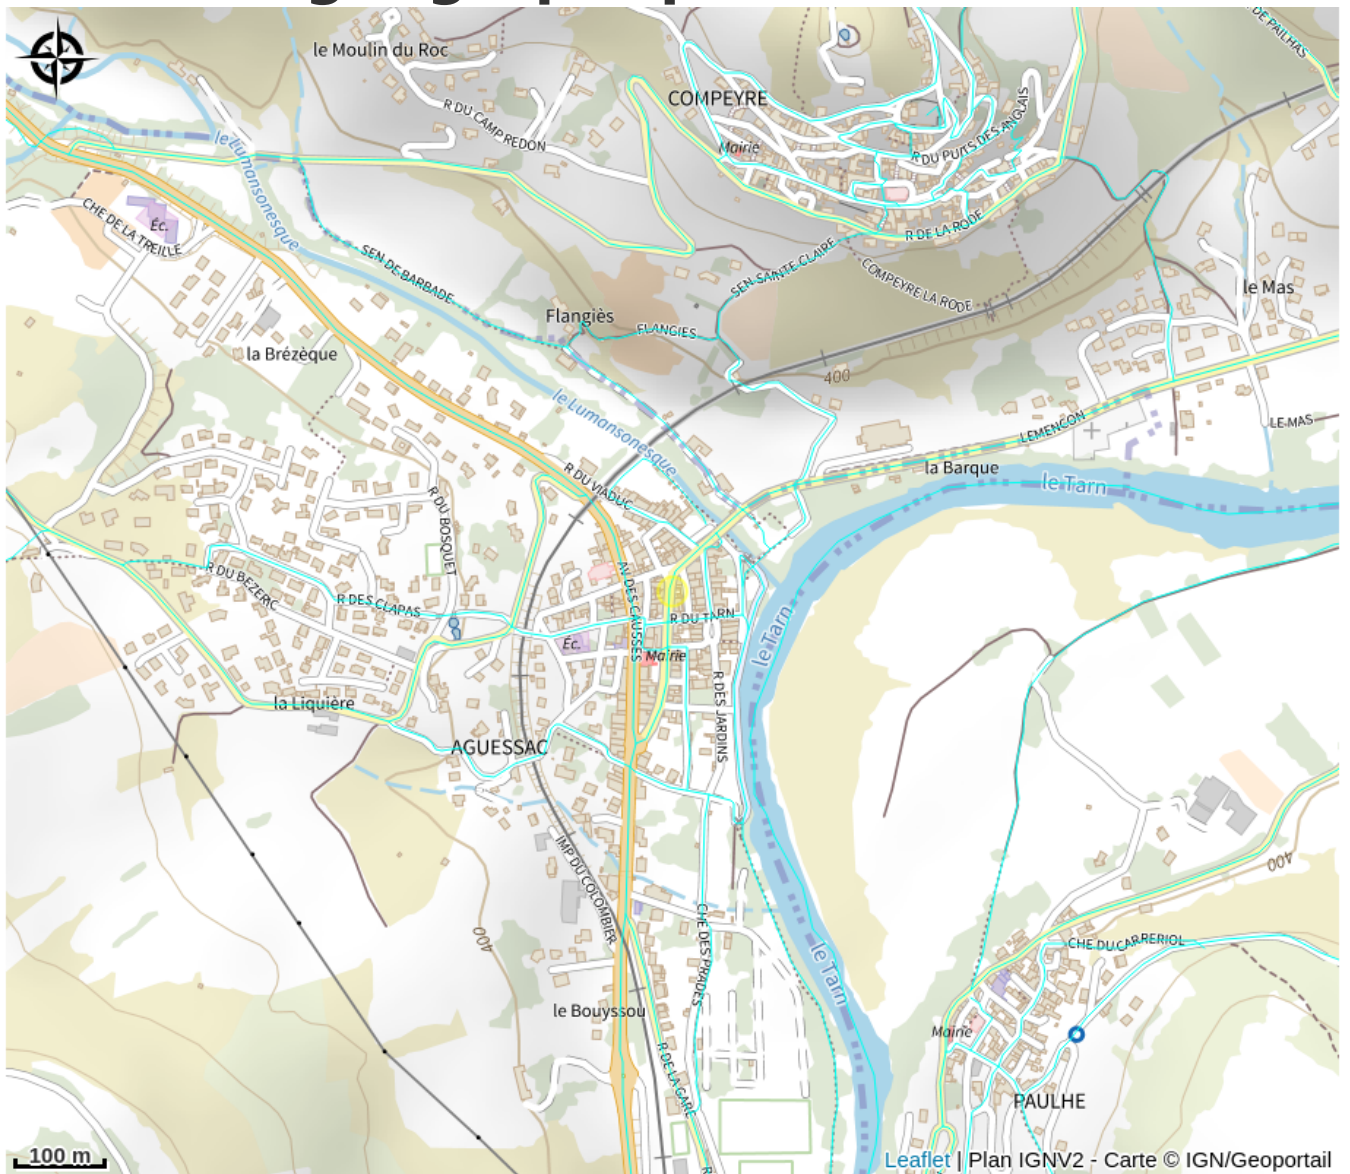 le Moulin du Roc
R DU CAMP REDON
COMPEYRE
Mairie
R DU PUITS DES ANGLAIS
DE PAILHAS
le Lumansonesque
Éc.
CHE DE LA TREILLE
SEN DE BARBADE
R DE LA RODE
SEN SAINTE CLAIRE
COMPEYRE LA RODE
le Mas
Flangiès
FLANGIES
la Brézèque
400
le Lumansonesque
LEMENCON
LE MAS
la Barque
le Tarn
R DU VIADUC
R DU BOSQUET
R DU BEZERIC
R DES CLAPAS
AV DES CAUSSES
R DU TARN
le Tarn
Éc.
Mairie
R DES JARDINS
la Liquière
AGUESSAC
IMP DU COLOMBIER
400
400
CHE DES PRADES
le Tarn
CHE DU CARRERIOL
le Bouyssou
Mairie
R DE LA GARE
PAULHE
100 m
Leaflet | Plan IGNV2 - Carte © IGN/Geoportail